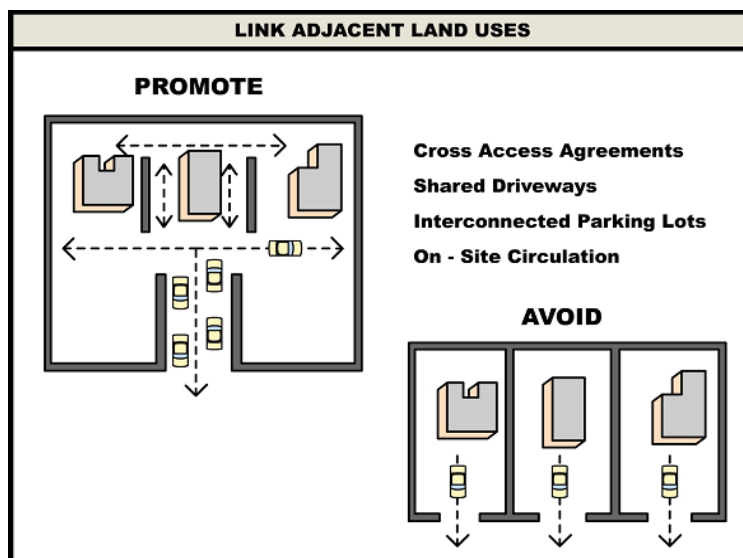 LINK ADJACENT LAND USES
PROMOTE
Cross Access Agreements
Shared Driveways
Interconnected Parking Lots
On - Site Circulation
AVOID